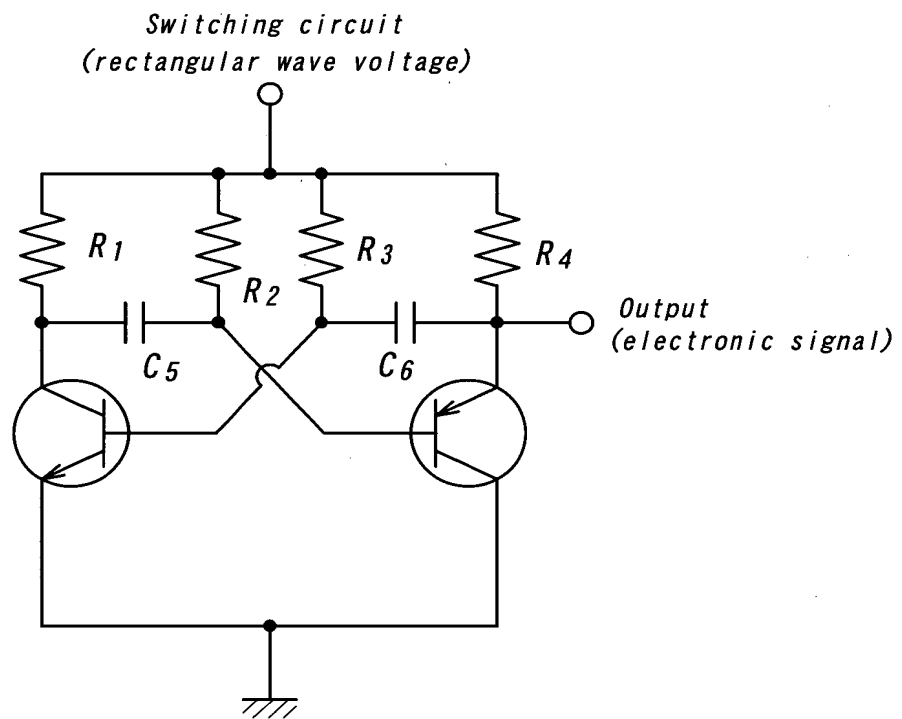 Switching circuit
(rectangular wave voltage)
R1
R2
R3
R4
C5
C6
Output
(electronic signal)